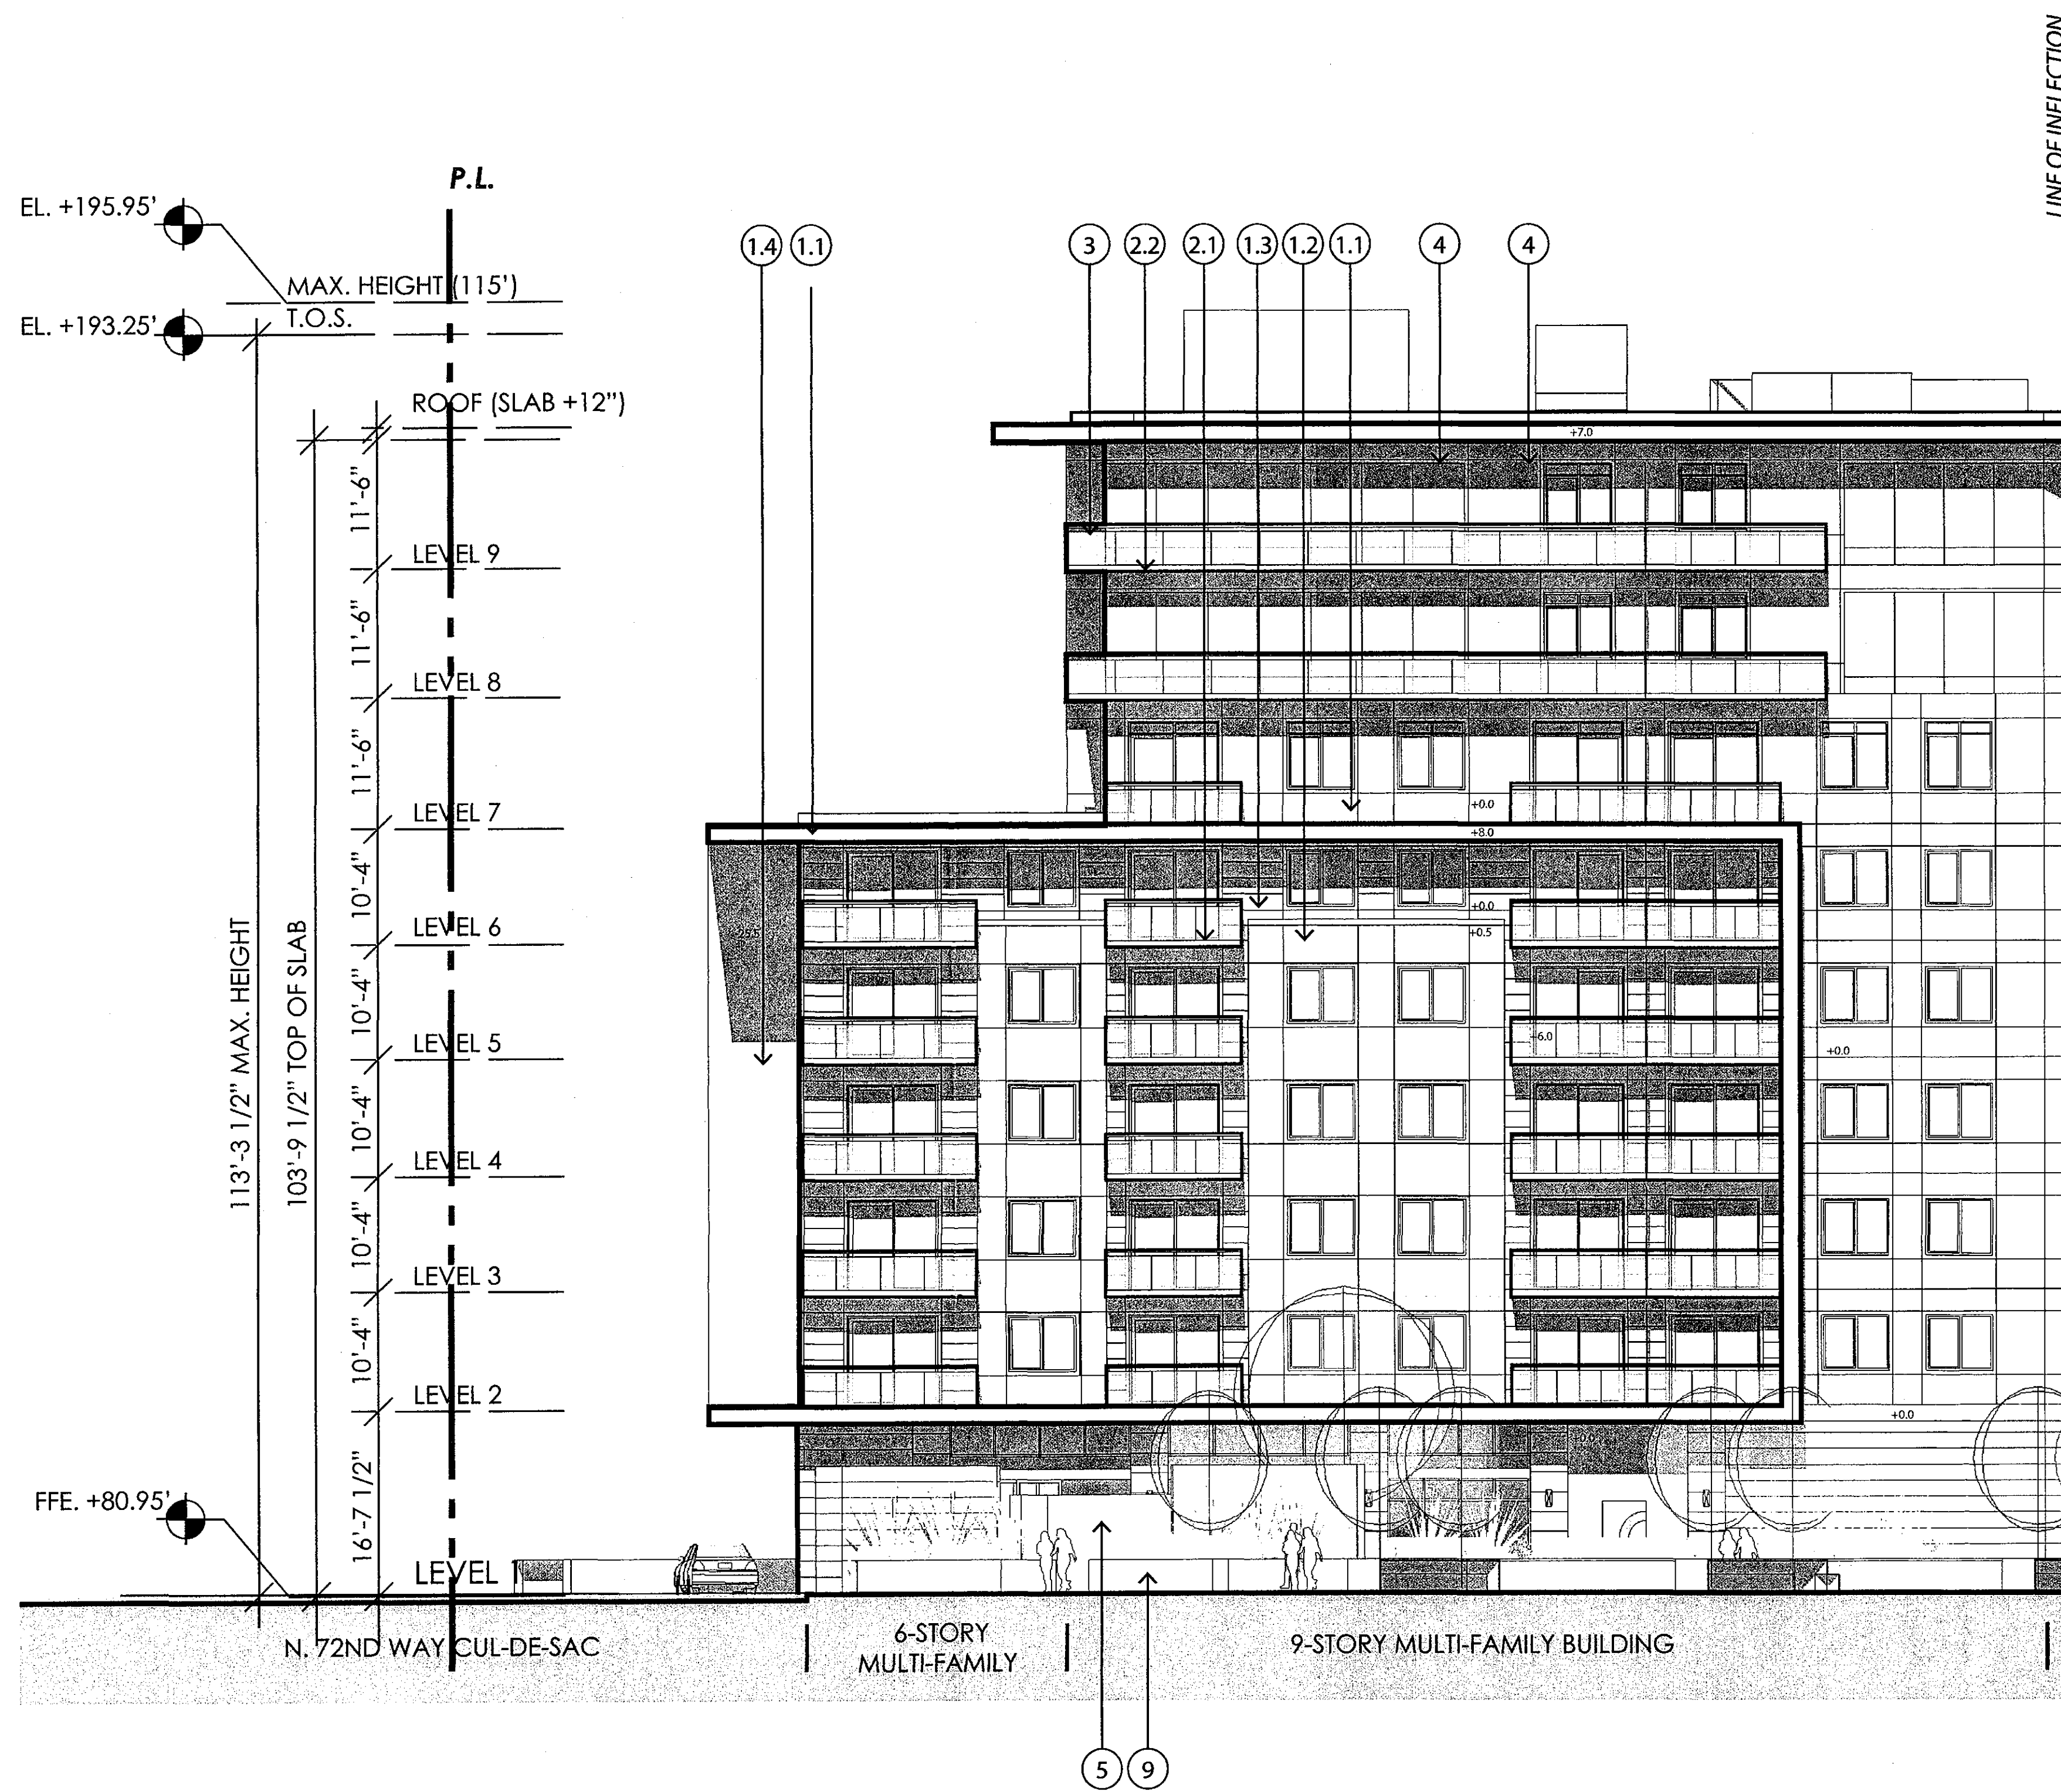 LINE OF INFLECTION
P.L.
EL. +195.95'
MAX. HEIGHT (115')
EL. +193.25'
T.O.S.
1.4 1.1 3 2.2 2.1 1.3 1.2 1.1 4 4
ROOF (SLAB +12")
+7.0
11'-6"
LEVEL 9
11'-6"
LEVEL 8
11'-6"
LEVEL 7
+0.0
+8.0
10'-4"
LEVEL 6
+0.0
+0.5
-25.5
10'-4"
LEVEL 5
+6.0
+0.0
10'-4"
LEVEL 4
10'-4"
LEVEL 3
10'-4"
LEVEL 2
+0.0
113'-3 1/2" MAX. HEIGHT
103'-9 1/2" TOP OF SLAB
16'-7 1/2"
FFE. +80.95'
LEVEL 1
N. 72ND WAY CUL-DE-SAC
6-STORY
MULTI-FAMILY
9-STORY MULTI-FAMILY BUILDING
5 9